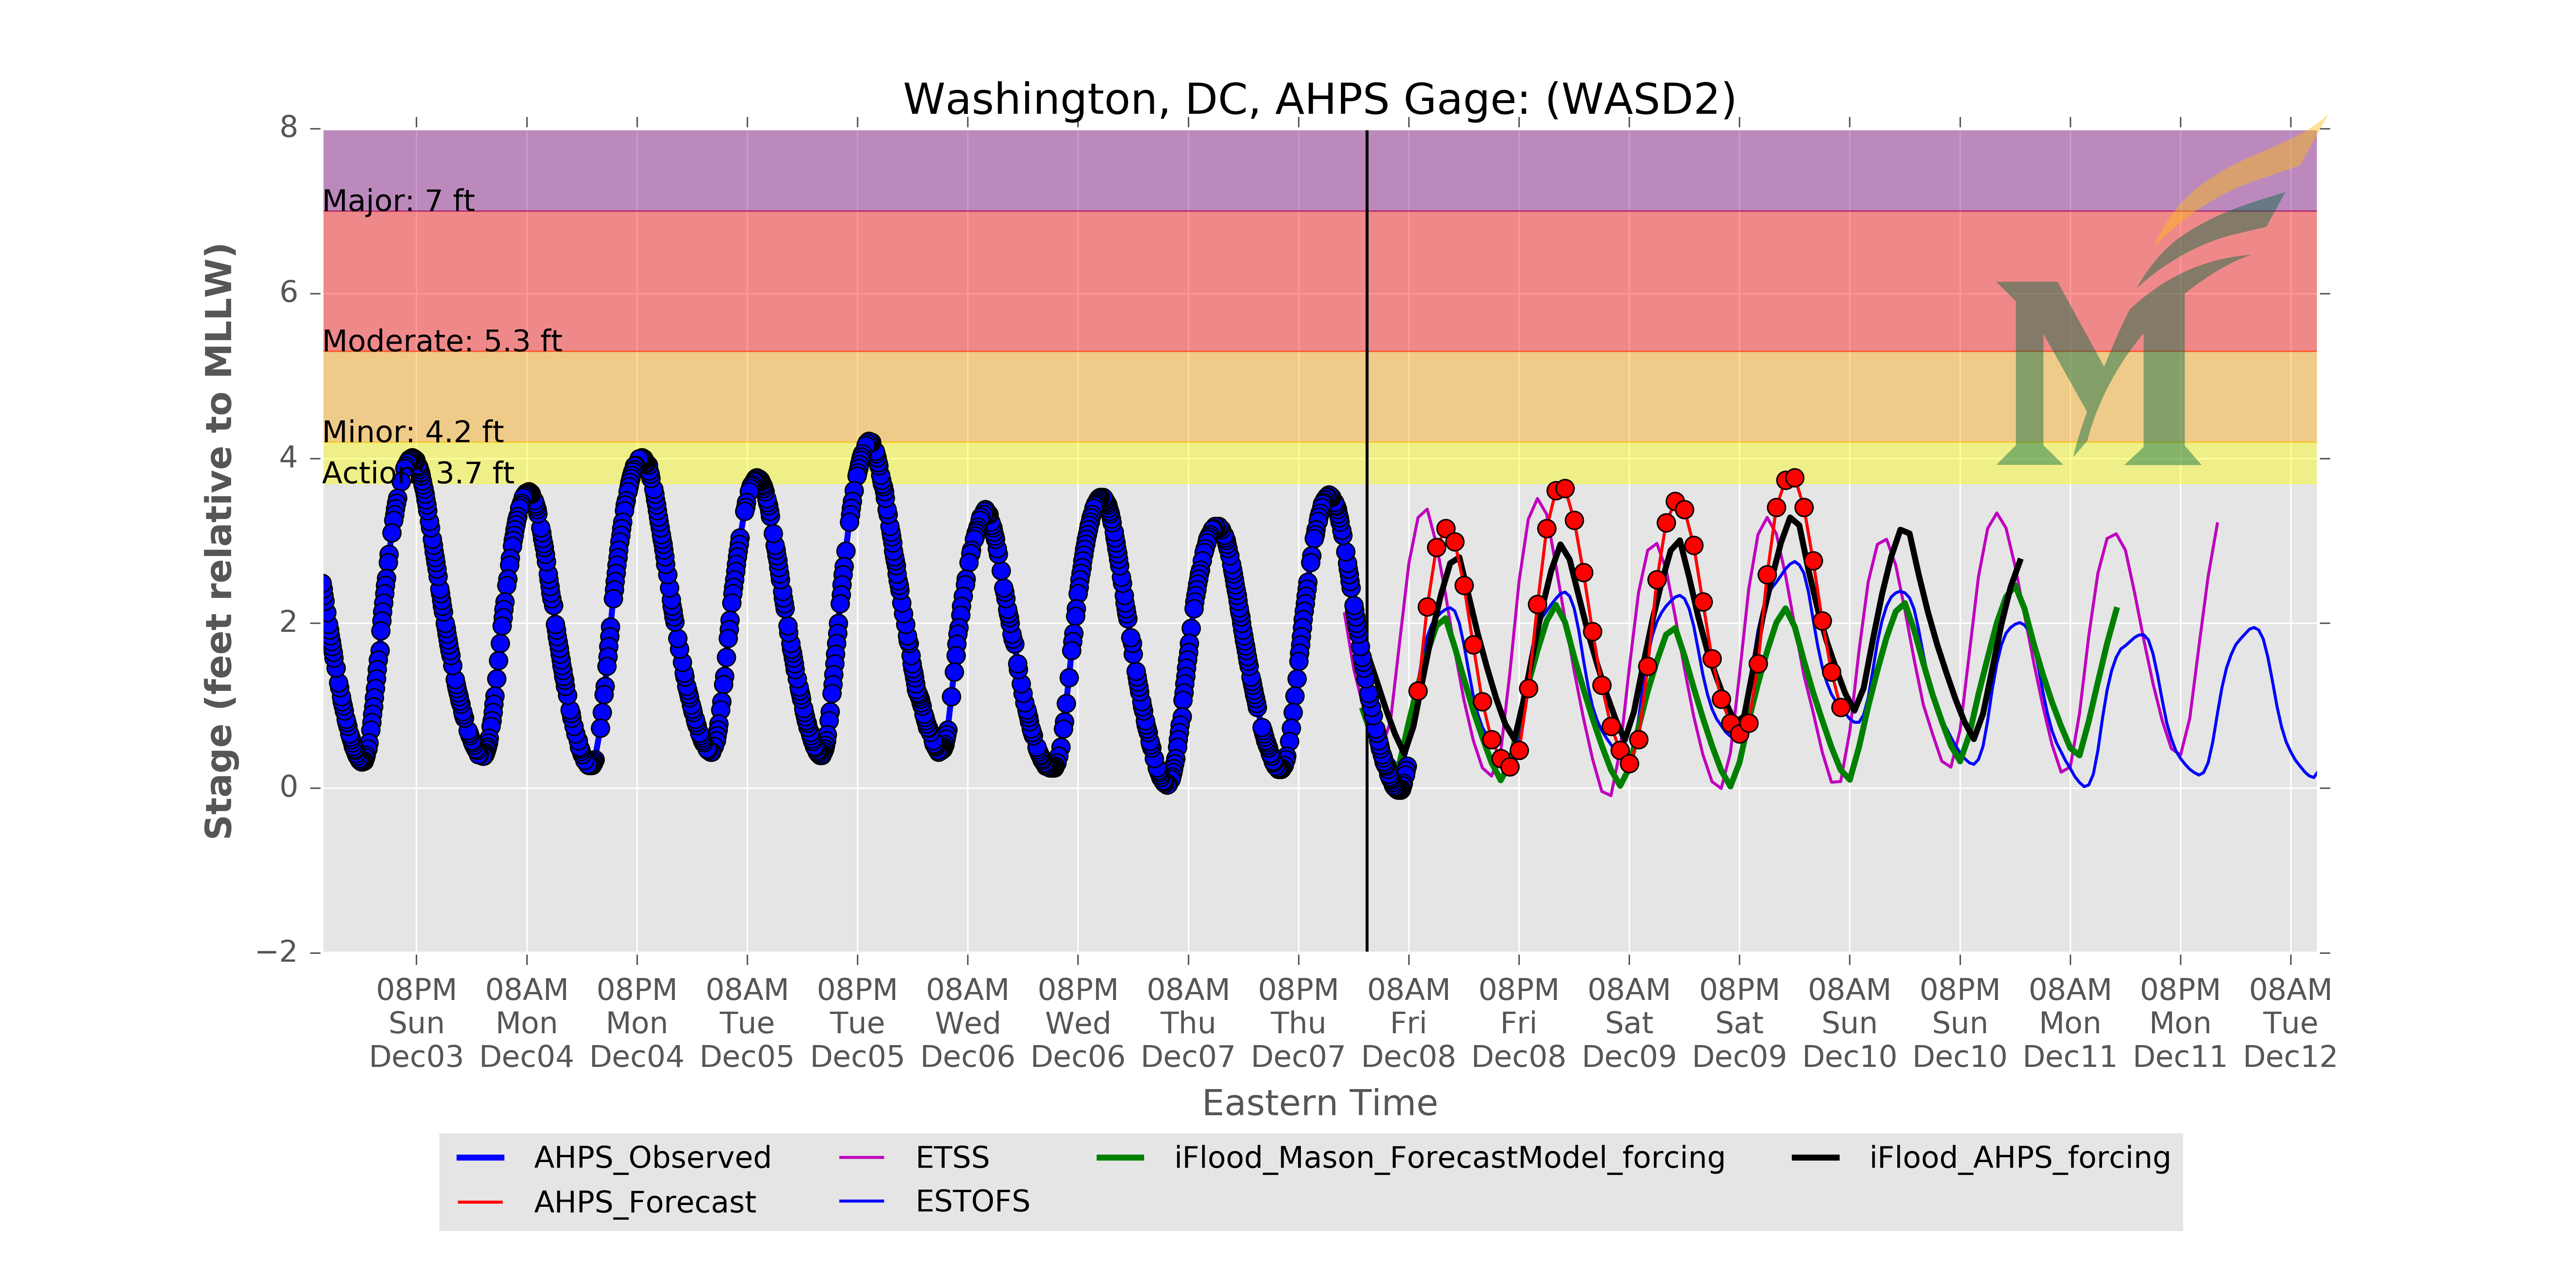 Washington, DC, AHPS Gage: (WASD2)
Stage (feet relative to MLLW)
8
6
4
2
0
−2
Major: 7 ft
Moderate: 5.3 ft
Minor: 4.2 ft
Action: 3.7 ft
08PM 08AM 08PM 08AM 08PM 08AM 08PM 08AM 08PM 08AM 08PM 08AM 08PM 08AM 08PM 08AM 08PM 08AM
Sun Mon Mon Tue Tue Wed Wed Thu Thu Fri Fri Sat Sat Sun Sun Mon Mon Tue
Dec03 Dec04 Dec04 Dec05 Dec05 Dec06 Dec06 Dec07 Dec07 Dec08 Dec08 Dec09 Dec09 Dec10 Dec10 Dec11 Dec11 Dec12
Eastern Time
AHPS_Observed ETSS iFlood_Mason_ForecastModel_forcing iFlood_AHPS_forcing
AHPS_Forecast ESTOFS